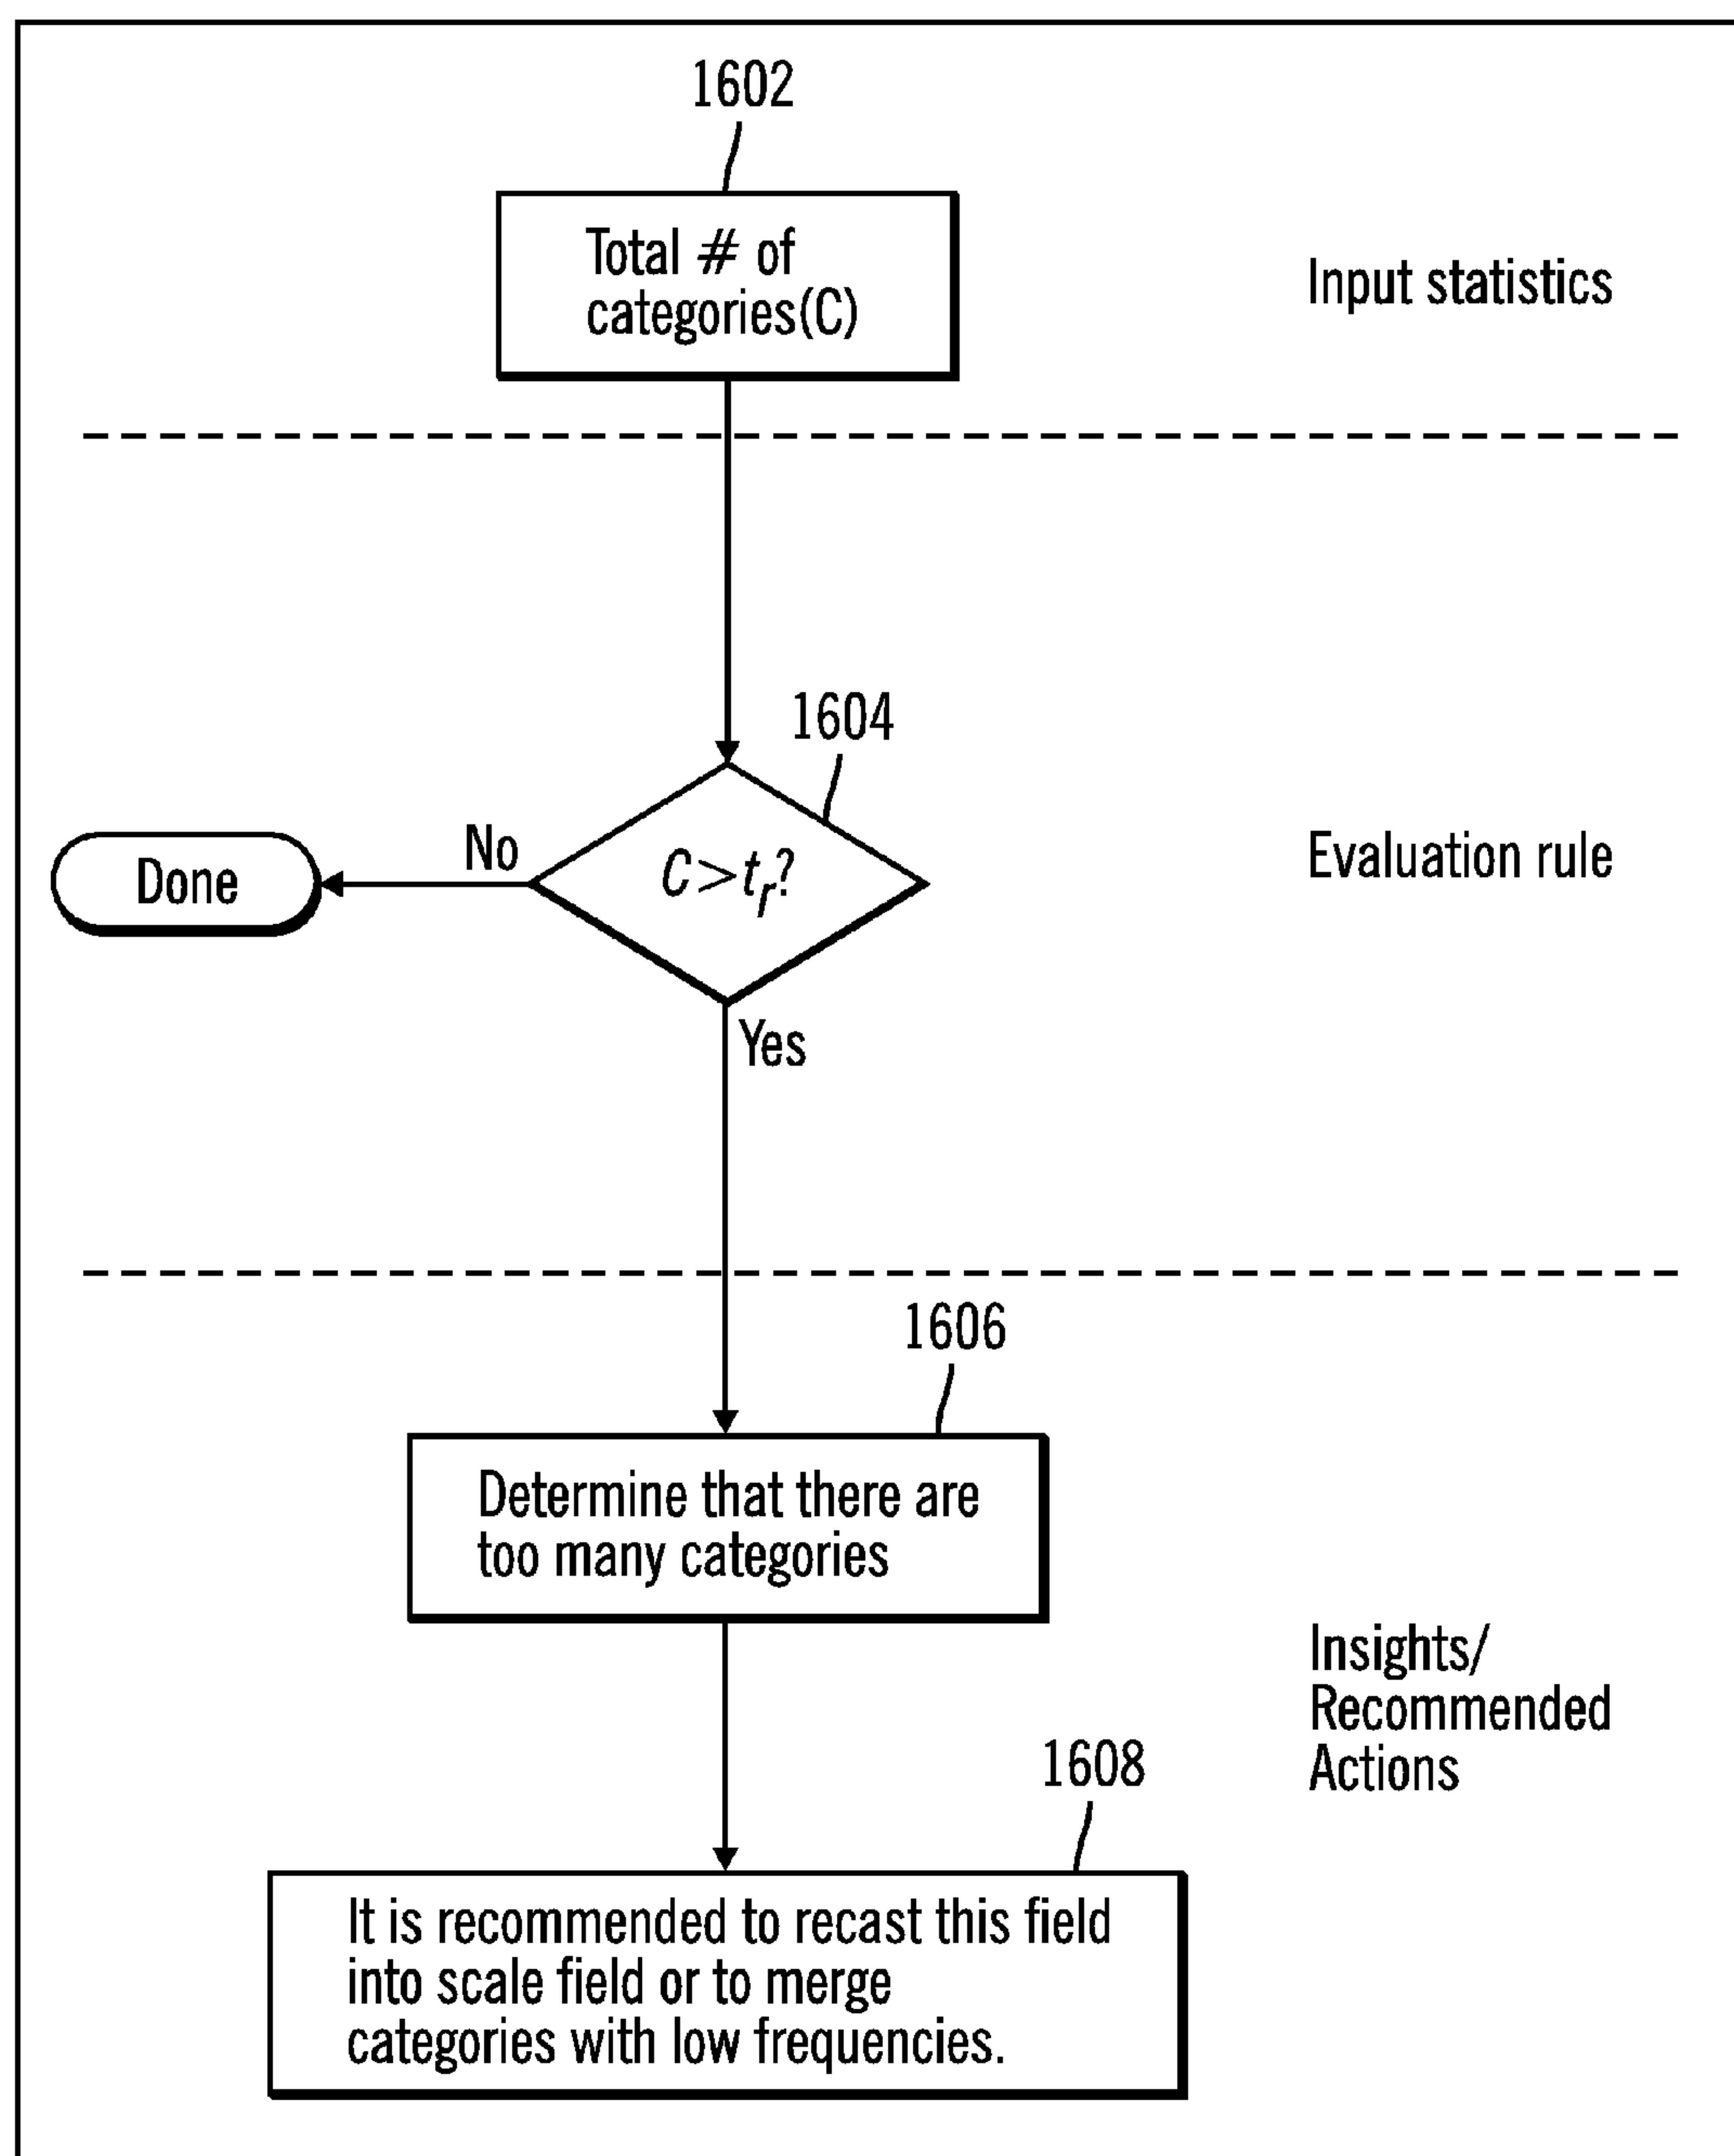 1602
Total # of
categories(C)
Input statistics
1604
No
Done
C>t_r?
Evaluation rule
Yes
1606
Determine that there are
too many categories
Insights/
Recommended
Actions
1608
It is recommended to recast this field
into scale field or to merge
categories with low frequencies.